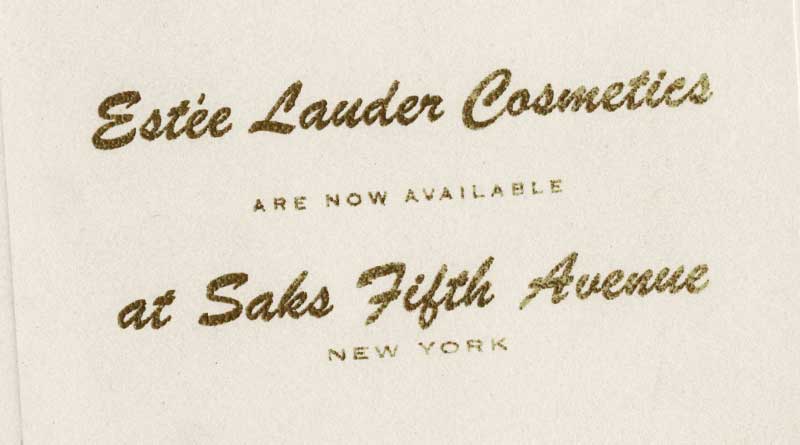 Estée Lauder Cosmetics
ARE NOW AVAILABLE
at Saks Fifth Avenue
NEW YORK